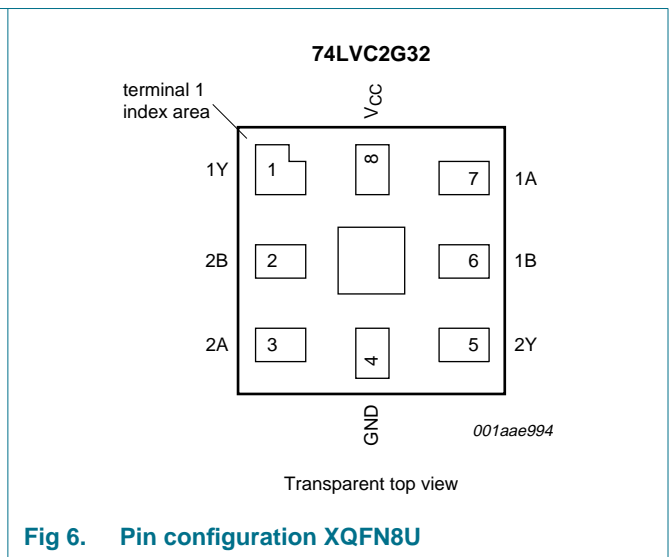 74LVC2G32
terminal 1
index area
VCC
1Y 1 8 7 1A
2B 2 6 1B
2A 3 4 5 2Y
GND
001aae994
Transparent top view
Fig 6. Pin configuration XQFN8U